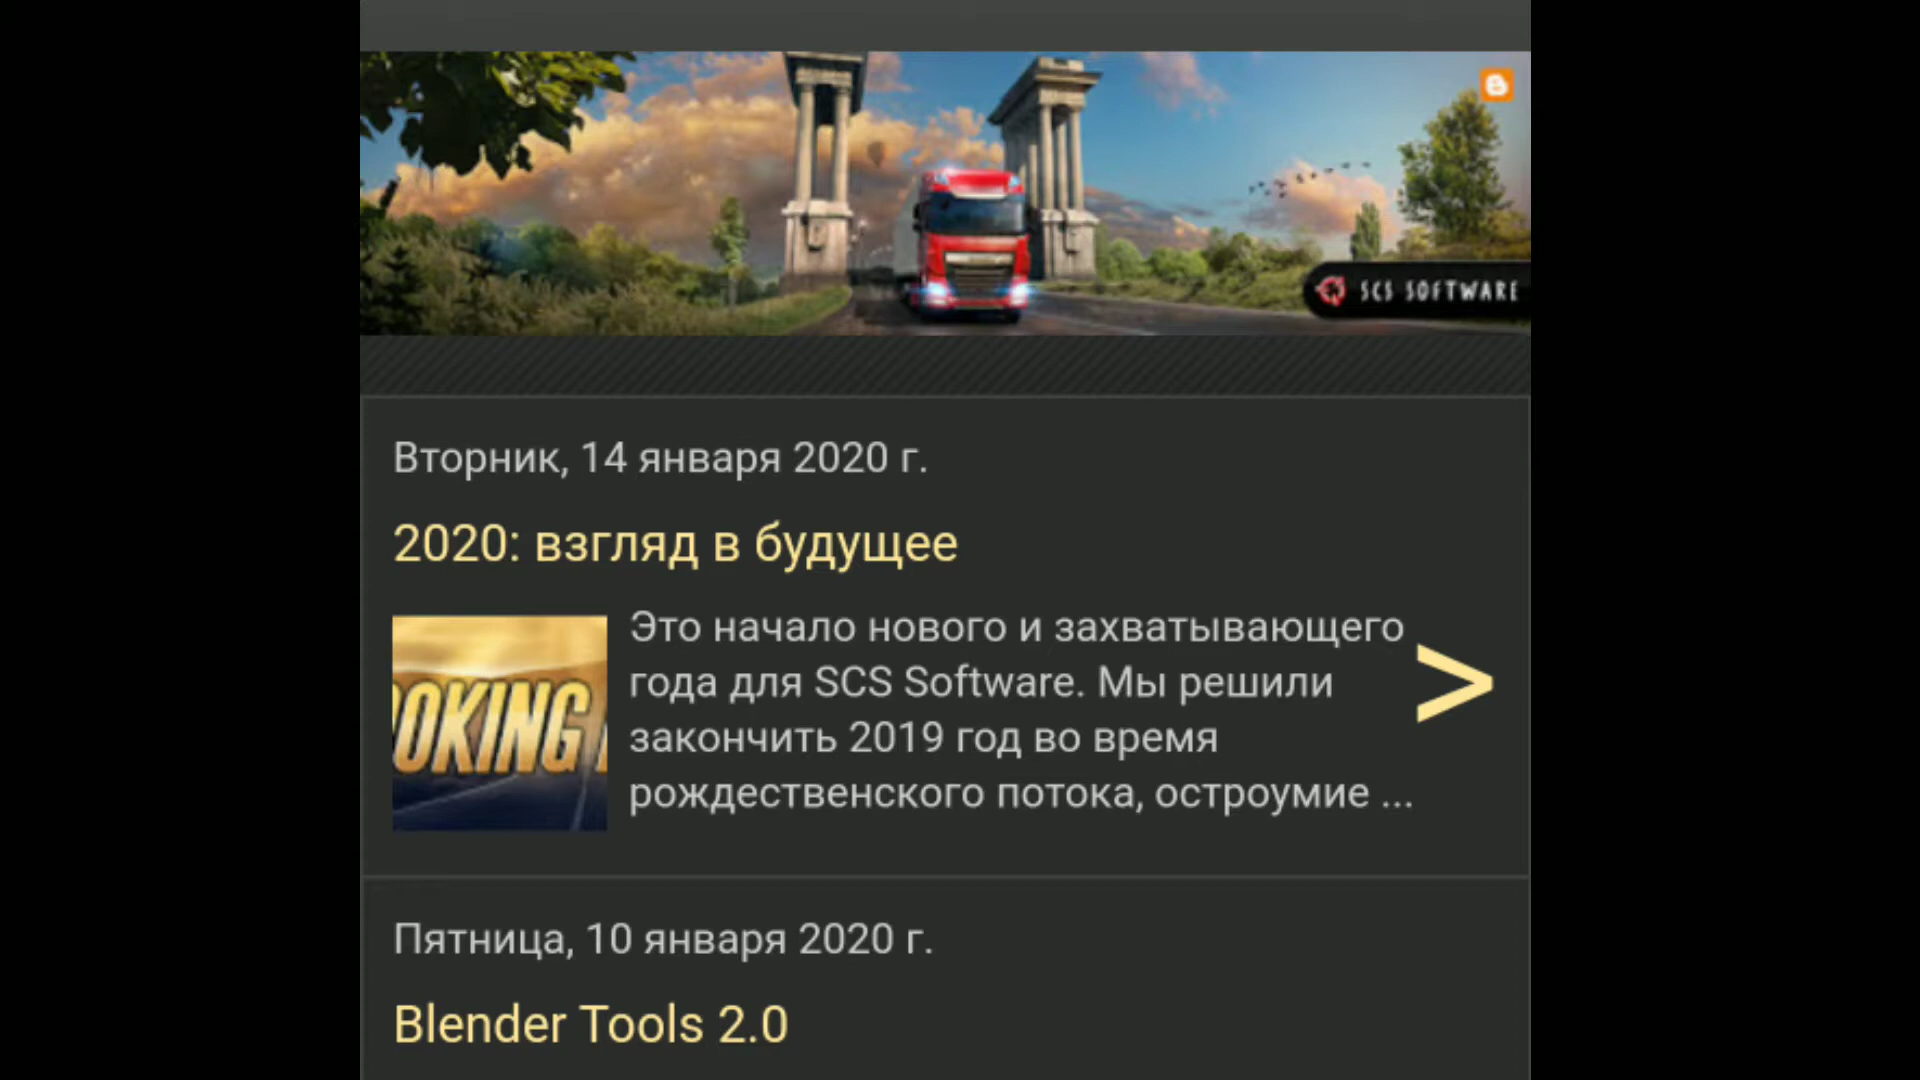 SCS SOFTWARE
Вторник, 14 января 2020 г.
2020: взгляд в будущее
OKING
Это начало нового и захватывающего
года для SCS Software. Мы решили
закончить 2019 год во время
рождественского потока, остроумие ...
>
Пятница, 10 января 2020 г.
Blender Tools 2.0